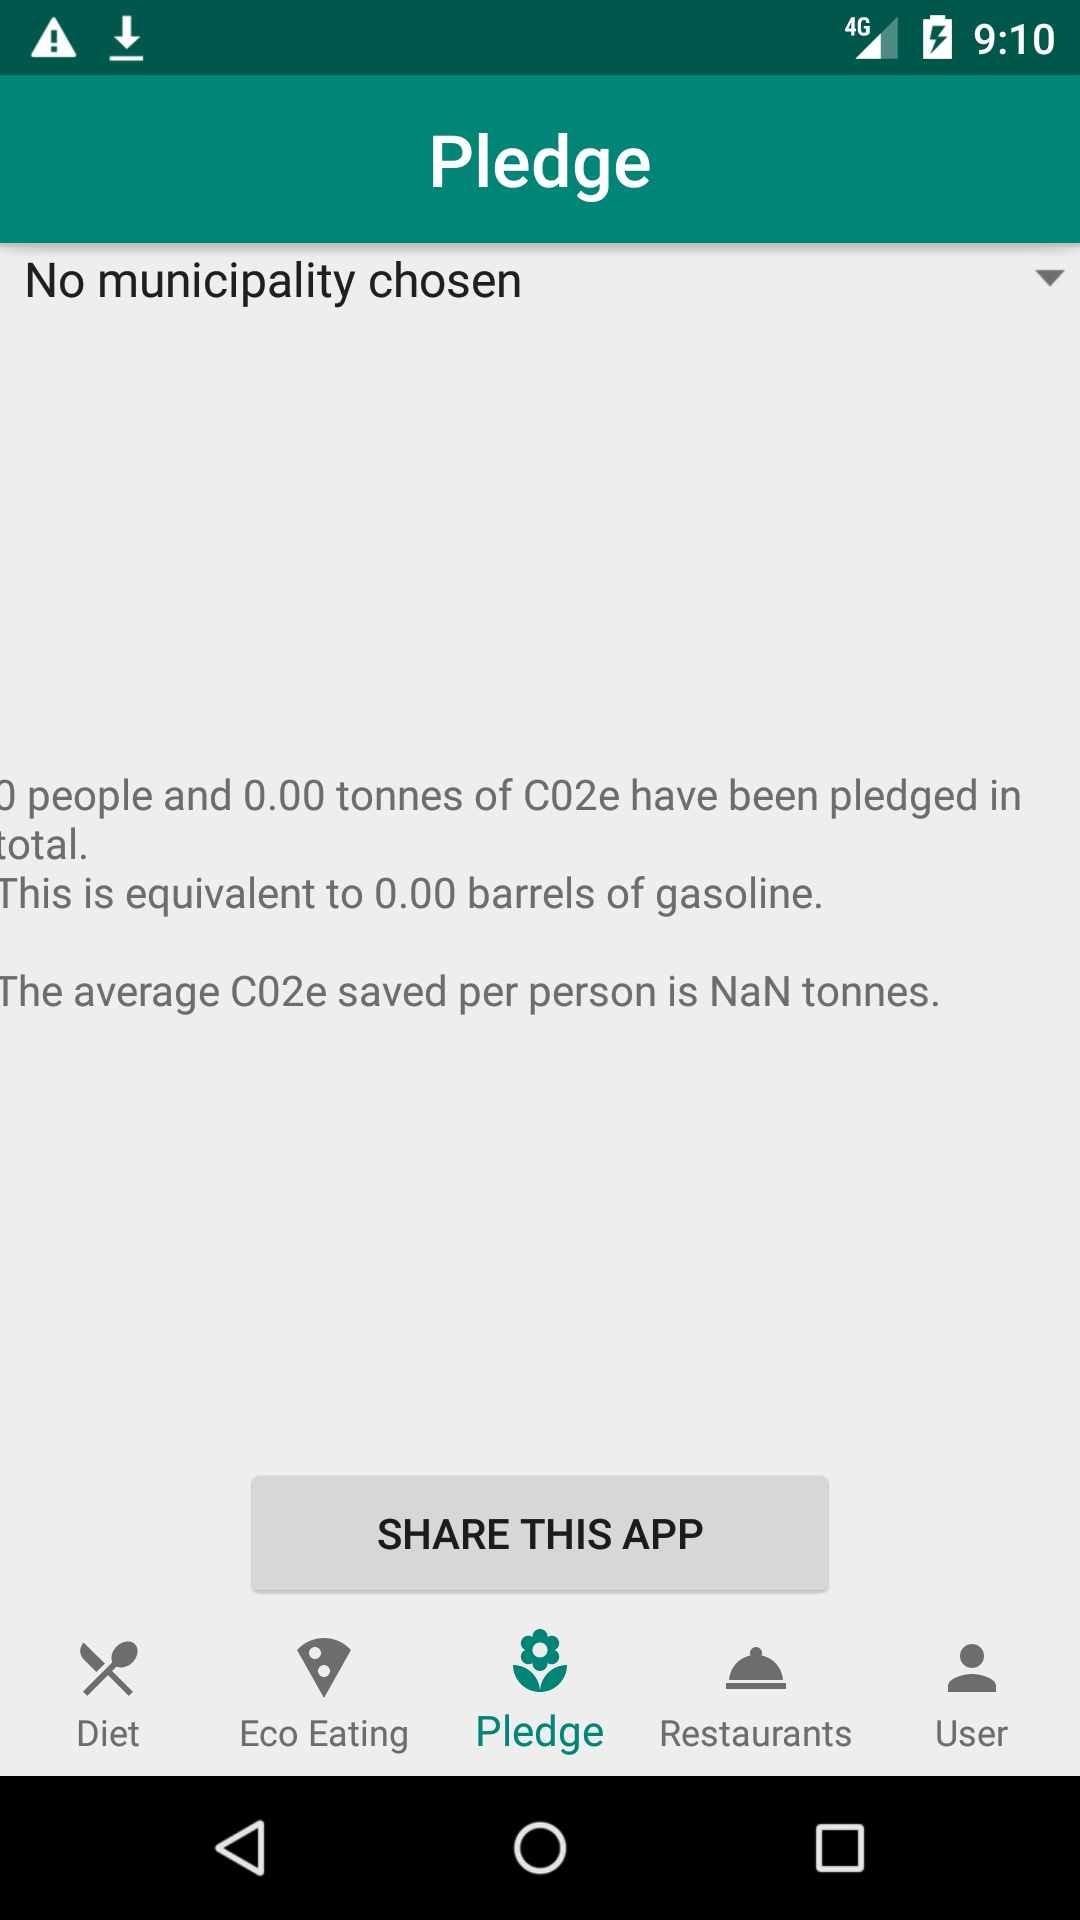 4G 9:10
Pledge
No municipality chosen
0 people and 0.00 tonnes of C02e have been pledged in
total.
This is equivalent to 0.00 barrels of gasoline.
The average C02e saved per person is NaN tonnes.
SHARE THIS APP
Diet Eco Eating Pledge Restaurants User